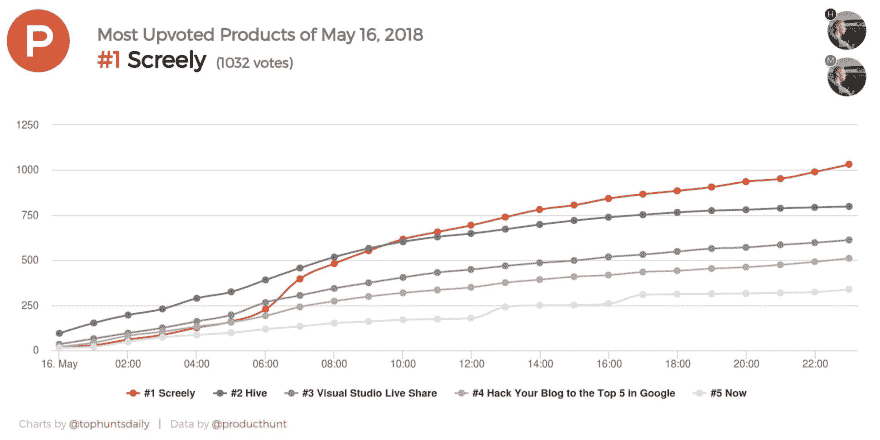 P
Most Upvoted Products of May 16, 2018
#1 Screely (1032 votes)
H
M
1250
1000
750
500
250
0
16. May 02:00 04:00 06:00 08:00 10:00 12:00 14:00 16:00 18:00 20:00 22:00
#1 Screely #2 Hive #3 Visual Studio Live Share #4 Hack Your Blog to the Top 5 in Google #5 Now
Charts by @tophuntsdaily | Data by @producthunt